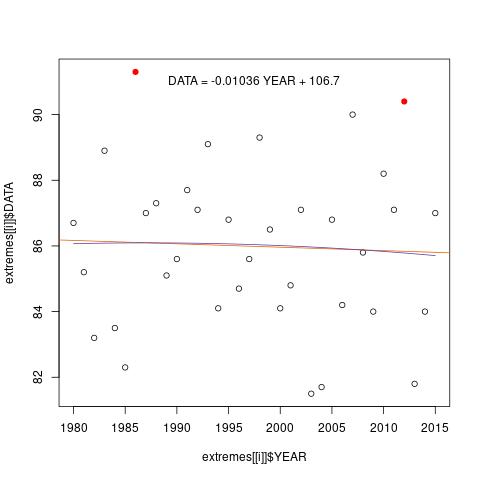 DATA = -0.01036 YEAR + 106.7
extremes[[i]]$DATA
90
88
86
84
82
1980 1985 1990 1995 2000 2005 2010 2015
extremes[[i]]$YEAR